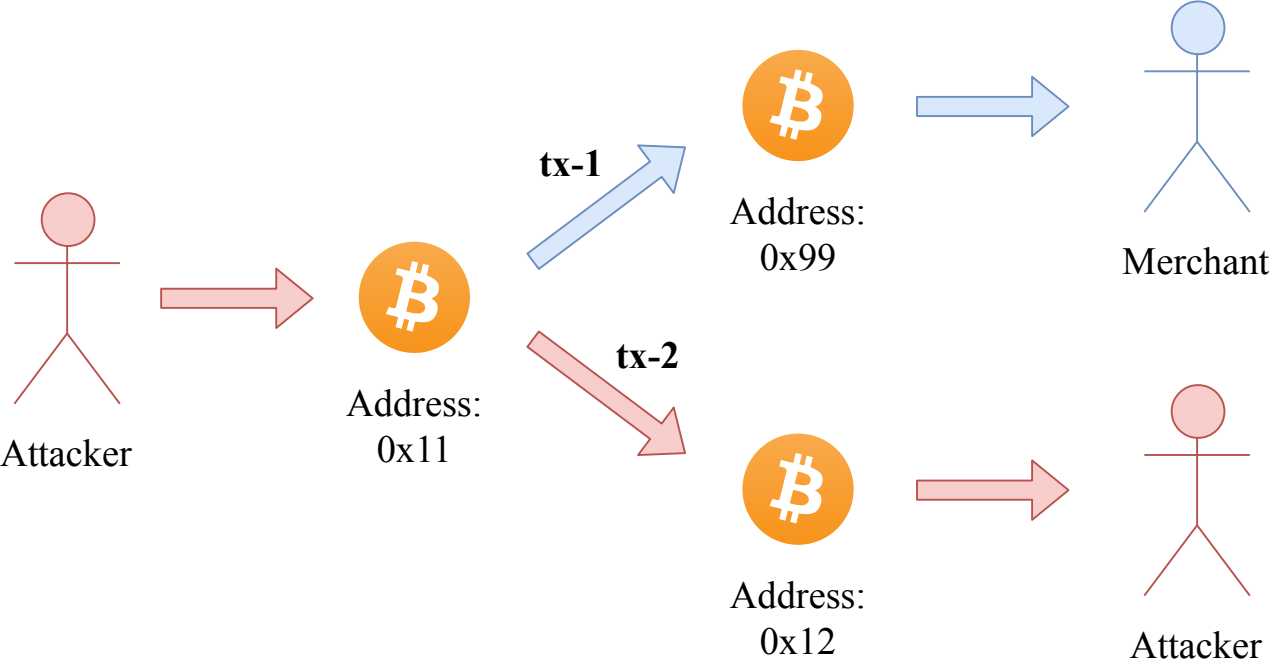 tx-1
Address:
0x99
Merchant
Attacker
Address:
0x11
tx-2
Address:
0x12
Attacker